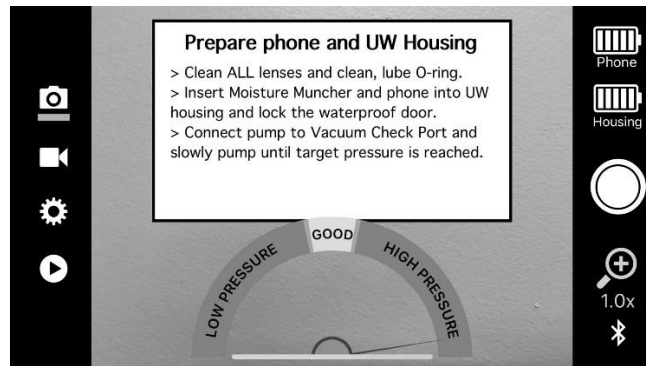 Prepare phone and UW Housing
> Clean ALL lenses and clean, lube O-ring.
> Insert Moisture Muncher and phone into UW
housing and lock the waterproof door.
> Connect pump to Vacuum Check Port and
slowly pump until target pressure is reached.
LOW PRESSURE
GOOD
HIGH PRESSURE
Phone
Housing
1.0x